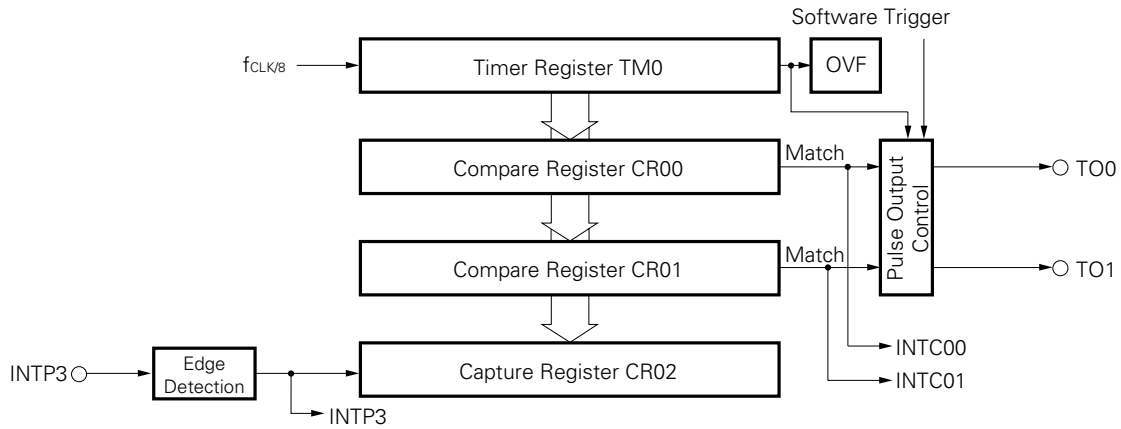 Software Trigger
fCLK/8
Timer Register TM0
OVF
Compare Register CR00
Match
TO0
Pulse Output
Control
Compare Register CR01
Match
TO1
INTC00
INTP3
Edge
Detection
Capture Register CR02
INTC01
INTP3